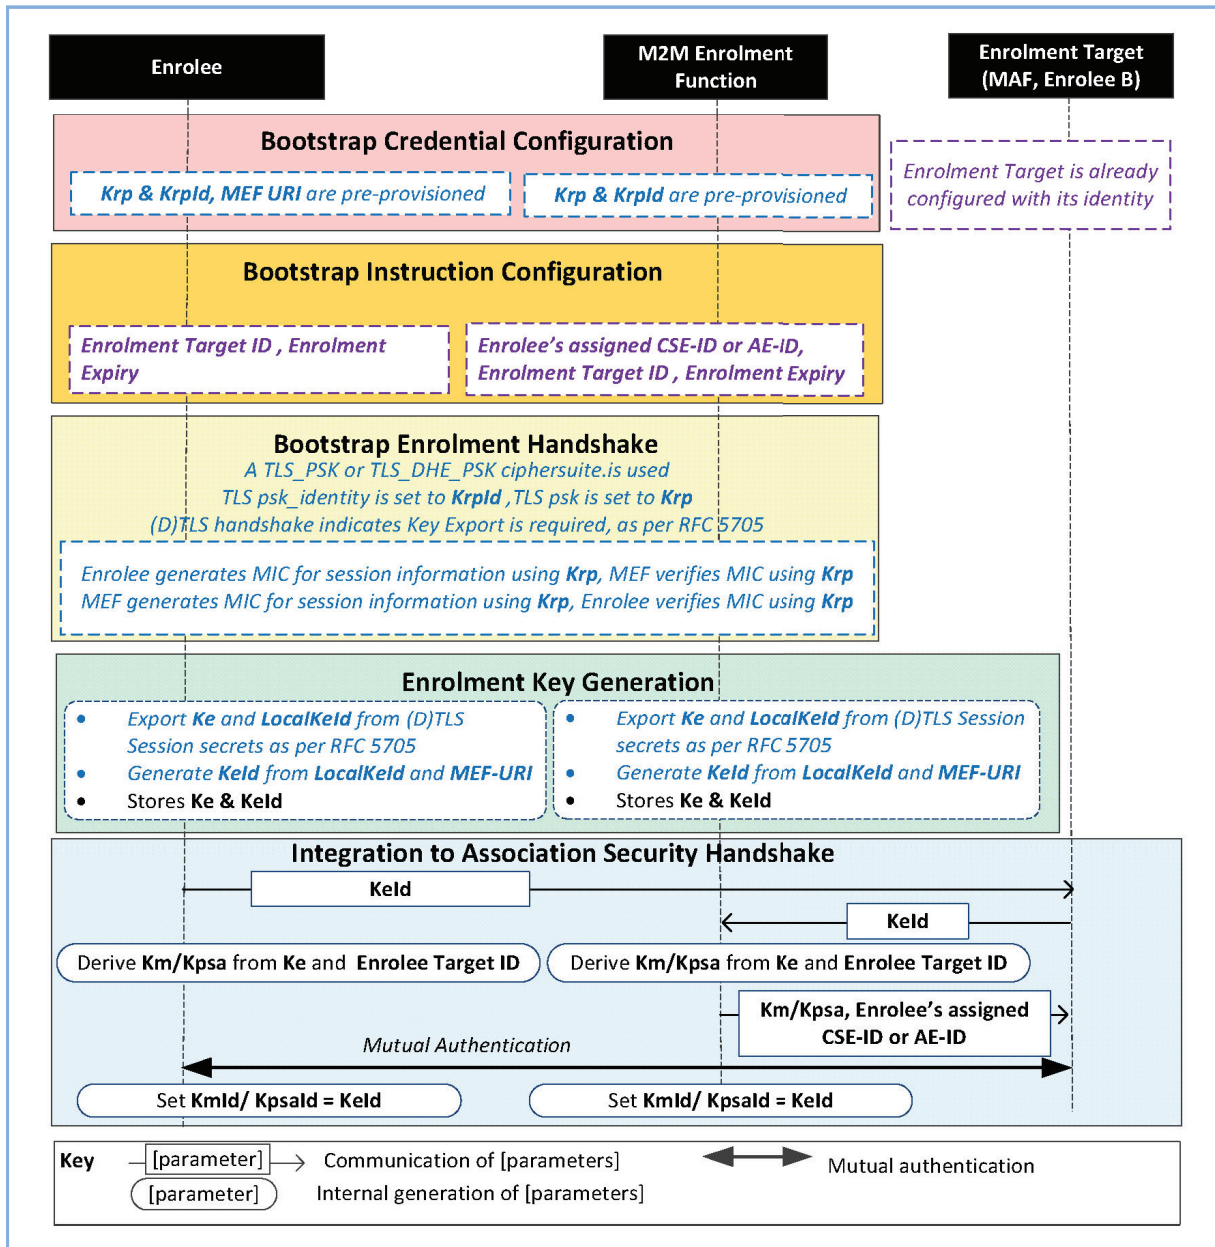 Enrolee
M2M Enrolment
Function
Enrolment Target
(MAF, Enrolee B)
Bootstrap Credential Configuration
Krp & KrpId, MEF URI are pre-provisioned
Krp & KrpId are pre-provisioned
Enrolment Target is already
configured with its identity
Bootstrap Instruction Configuration
Enrolment Target ID , Enrolment
Expiry
Enrolee's assigned CSE-ID or AE-ID,
Enrolment Target ID , Enrolment Expiry
Bootstrap Enrolment Handshake
A TLS_PSK or TLS_DHE_PSK ciphersuite.is used
TLS psk_identity is set to KrpId ,TLS psk is set to Krp
(D)TLS handshake indicates Key Export is required, as per RFC 5705
Enrolee generates MIC for session information using Krp, MEF verifies MIC using Krp
MEF generates MIC for session information using Krp, Enrolee verifies MIC using Krp
Enrolment Key Generation
• Export Ke and LocalKeId from (D)TLS
Session secrets as per RFC 5705
• Generate KeId from LocalKeId and MEF-URI
• Stores Ke & KeId
• Export Ke and LocalKeId from (D)TLS Session
secrets as per RFC 5705
• Generate KeId from LocalKeId and MEF-URI
• Stores Ke & KeId
Integration to Association Security Handshake
KeId
KeId
Derive Km/Kpsa from Ke and Enrolee Target ID
Derive Km/Kpsa from Ke and Enrolee Target ID
Km/Kpsa, Enrolee's assigned
CSE-ID or AE-ID
Mutual Authentication
Set KmId/ KpsaId = KeId
Set KmId/ KpsaId = KeId
Key
[parameter]
Communication of [parameters]
Mutual authentication
[parameter]
Internal generation of [parameters]